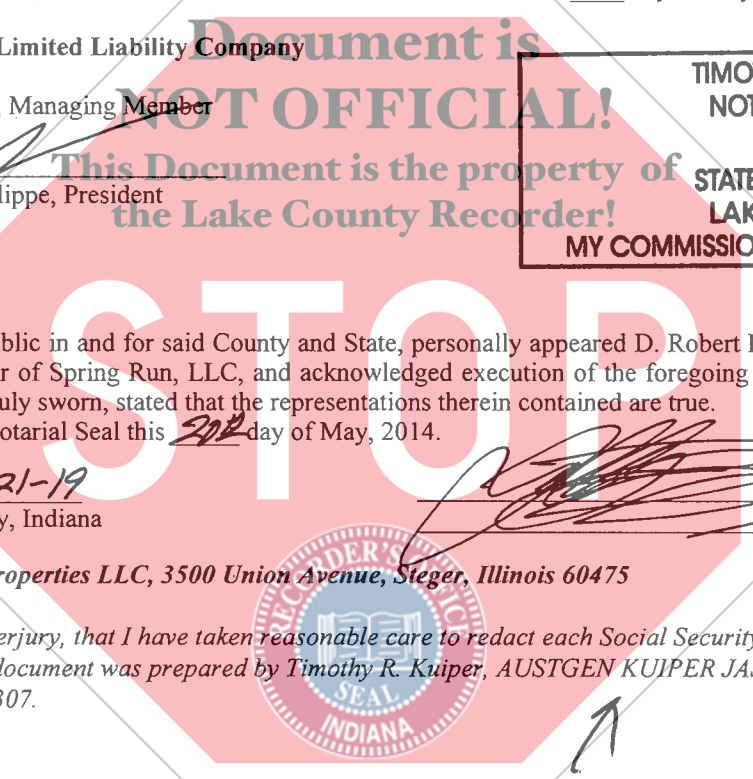 Limited Liability Company
Document is
TIMO
, Managing Member
NOT
NOT OFFICIAL!
This Document is the property of
STATE
lippe, President
the Lake County Recorder!
LAK
MY COMMISSIO
STOP
blic in and for said County and State, personally appeared D. Robert
r of Spring Run, LLC, and acknowledged execution of the foregoing
uly sworn, stated that the representations therein contained are true.
otarial Seal this day of May, 2014.
21-19
y, Indiana
roperties LLC, 3500 Union Avenue, Steger, Illinois 60475
erjury, that I have taken reasonable care to redact each Social Security
document was prepared by Timothy R. Kuiper, AUSTGEN KUIPER JAS
307.
RECORDER'S OFFICE
SEAL
INDIANA